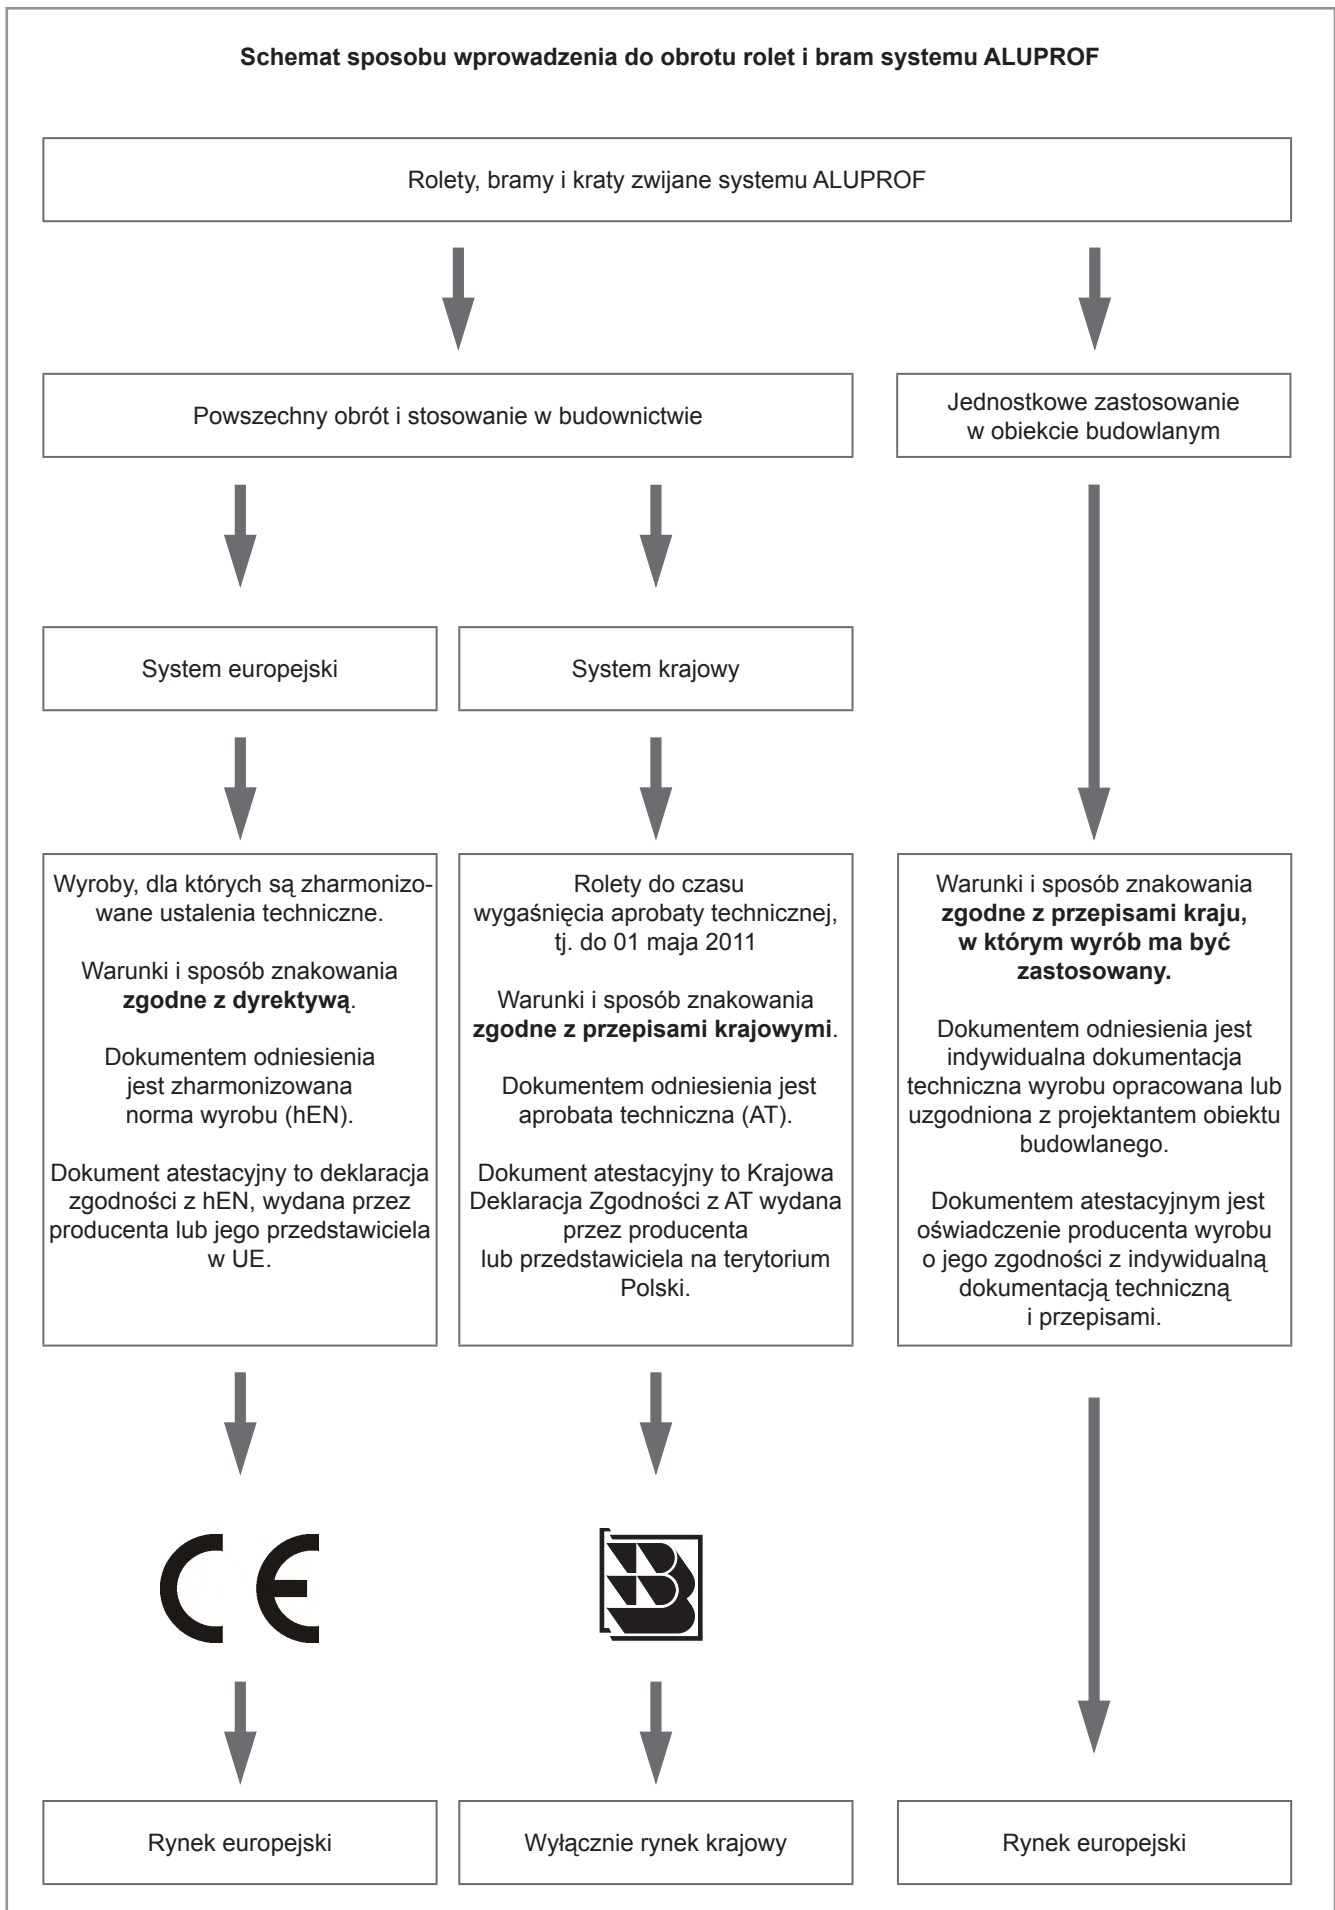 Schemat sposobu wprowadzenia do obrotu rolet i bram systemu ALUPROF
Rolety, bramy i kraty zwijane systemu ALUPROF
Powszechny obrót i stosowanie w budownictwie
Jednostkowe zastosowanie
w obiekcie budowlanym
System europejski
System krajowy
Wyroby, dla których są zharmonizo-
wane ustalenia techniczne.
Warunki i sposób znakowania
zgodne z dyrektywą.
Dokumentem odniesienia
jest zharmonizowana
norma wyrobu (hEN).
Dokument atestacyjny to deklaracja
zgodności z hEN, wydana przez
producenta lub jego przedstawiciela
w UE.
Rolety do czasu
wygaśnięcia aprobaty technicznej,
tj. do 01 maja 2011
Warunki i sposób znakowania
zgodne z przepisami krajowymi.
Dokumentem odniesienia jest
aprobata techniczna (AT).
Dokument atestacyjny to Krajowa
Deklaracja Zgodności z AT wydana
przez producenta
lub przedstawiciela na terytorium
Polski.
Warunki i sposób znakowania
zgodne z przepisami kraju,
w którym wyrób ma być
zastosowany.
Dokumentem odniesienia jest
indywidualna dokumentacja
techniczna wyrobu opracowana lub
uzgodniona z projektantem obiektu
budowlanego.
Dokumentem atestacyjnym jest
oświadczenie producenta wyrobu
o jego zgodności z indywidualną
dokumentacją techniczną
i przepisami.
CE
B
Rynek europejski
Wyłącznie rynek krajowy
Rynek europejski